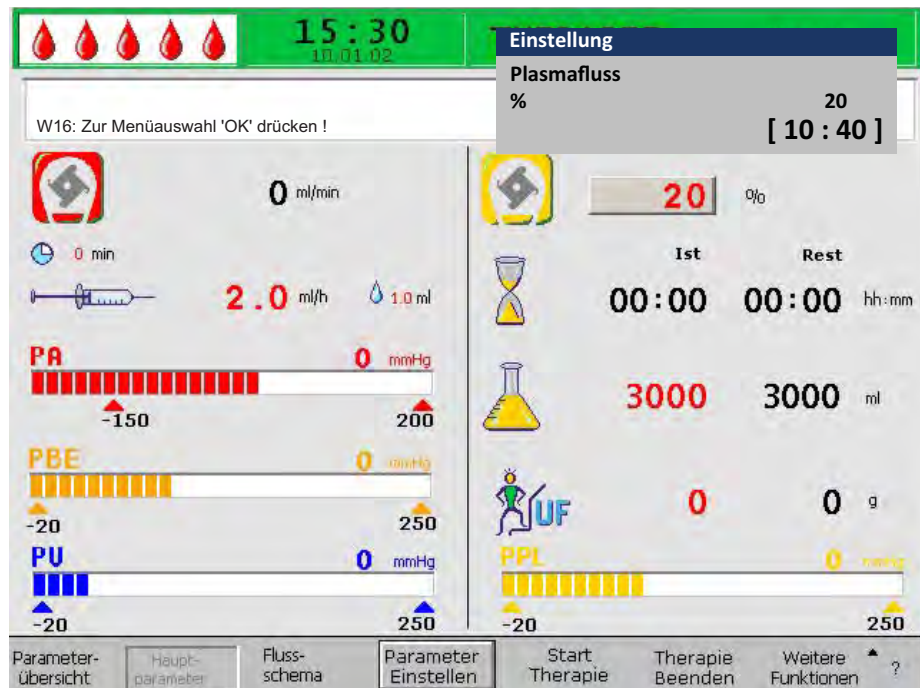 15:30
10.01.02
Einstellung
Plasmafluss
% 20
[ 10 : 40 ]
W16: Zur Menüauswahl 'OK' drücken !
0 ml/min
20 %
0 min
2.0 ml/h 1.0 ml
Ist Rest
00:00 00:00 hh:mm
PA 0 mmHg
-150 200
3000 3000 ml
PBE 0 mmHg
-20 250
UF 0 0 g
PV 0 mmHg
-20 250
PPL 0 mmHg
-20 250
Parameter-
übersicht
Haupt-
parameter
Fluss-
schema
Parameter
Einstellen
Start
Therapie
Therapie
Beenden
Weitere
Funktionen
?